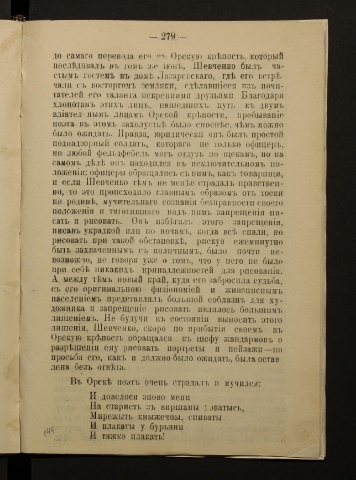 — 279 —
до самаго перевода его въ Орскую крѣпость, который
послѣдовалъ въ томъ же іюнѣ, Шевченко былъ ча-
стымъ гостемъ въ домѣ Лазаревскаго, гдѣ его встрѣ-
чали съ восторгомъ земляки, сдѣлавшіеся изъ почи-
тателей его таланта искренними друзьями. Благодаря
хлопотамъ этихъ лицъ, нашедшихъ путь къ двумъ
вліятельнымъ лицамъ Орской крѣпости, пребываніе
поэта въ этомъ захолустьѣ было сноснѣе, чѣмъ можно
было ожидать. Правда, юридически онъ былъ простой
поднадзорный солдатъ, котораго не только офицеръ,
но любой фельдфебель могъ отдуть по щекамъ, но на
самомъ дѣлѣ онъ находился въ исключительномъ по-
ложеніи: офицеры обращались съ нимъ, какъ товарищи,
и если Шевченко тѣмъ не менѣе страдалъ нравствен-
но, то это происходило главнымъ образомъ отъ тоски
по родинѣ, мучительнаго сознанія безправности своего
положенія и тяготѣвшаго надъ нимъ запрещенія пи-
сать и рисовать. Онъ избѣгалъ этого запрещенія,
писавъ украдкой или по ночамъ, когда всѣ спали, но
рисовать при такой обстановкѣ, рискуя ежеминутно
быть захваченнымъ съ поличнымъ, было почти не-
возможно, не говоря уже о томъ, что у него не было
при себѣ никакихъ принадлежностей для рисованія.
А между тѣмъ новый край, куда его забросила судьба,
съ его оригинальною физіономіей и живописнымъ
населеніемъ представлялъ большой соблазнъ для ху-
дожника и запрещеніе рисовать являлось большимъ
лишеніемъ. Не будучи въ состояніи выносить этого
лишенія, Шевченко, скоро по прибытіи своемъ въ
Орскую крѣпость обращался къ шефу жандармовъ о
разрѣшеніи ему рисовать портреты и пейзажи—но
просьба его, какъ и должно было ожидать, была остав-
лена безъ отвѣта.
Въ Орскѣ поэтъ очень страдалъ и мучился:
И довелося знову мени
На старисть зъ виршамы ховатысь,
Мережыть кныжечкы, спиваты
И плакаты у бурьяни
И тяжко плакать!